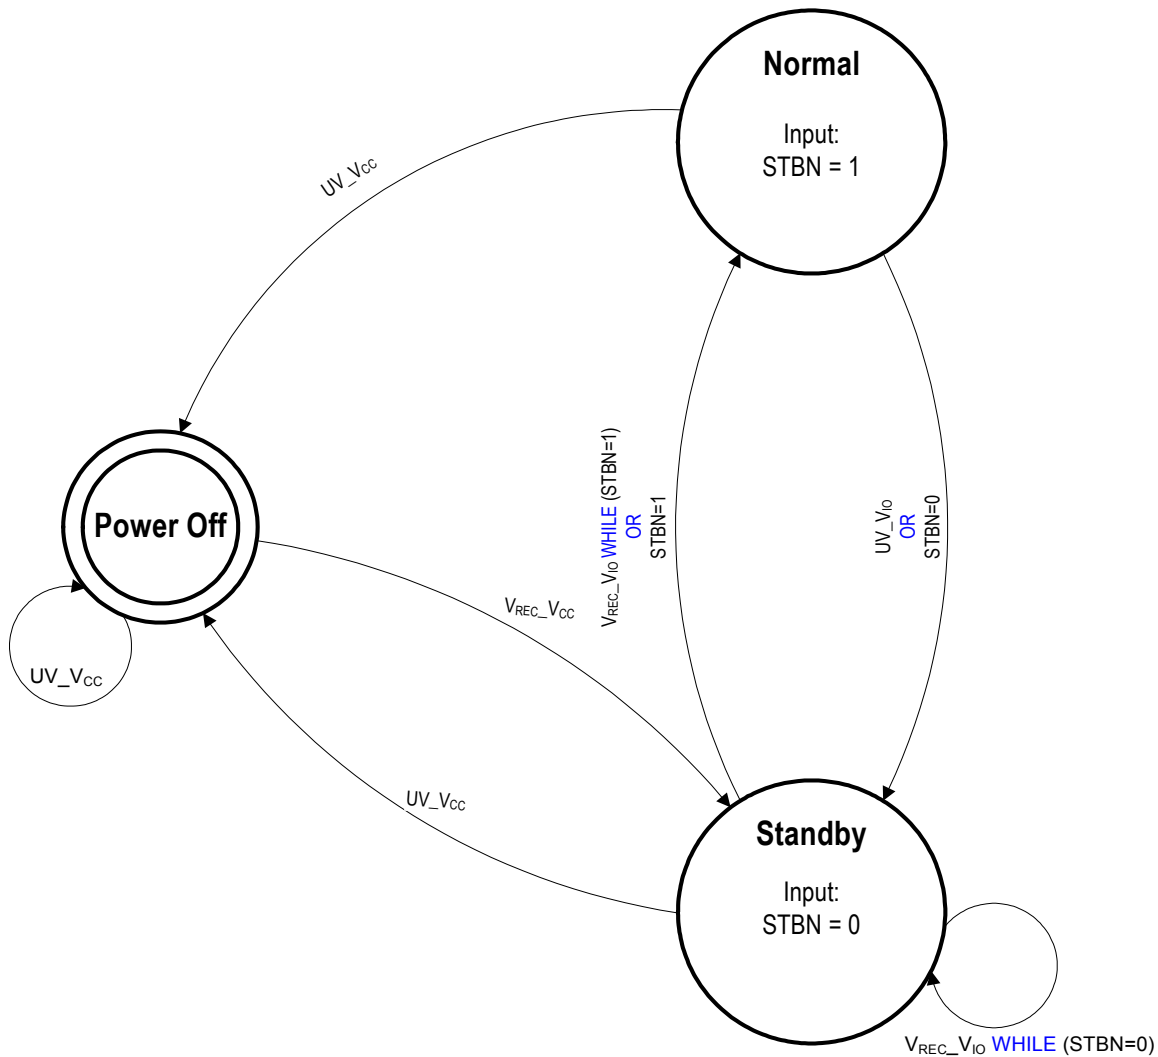 Normal
Input:
STBN = 1
UV_VCC
VREC_VIO WHILE (STBN=1)
OR
STBN=1
UV_VIO
OR
STBN=0
Power Off
UV_VCC
VREC_VCC
UV_VCC
Standby
Input:
STBN = 0
VREC_VIO WHILE (STBN=0)